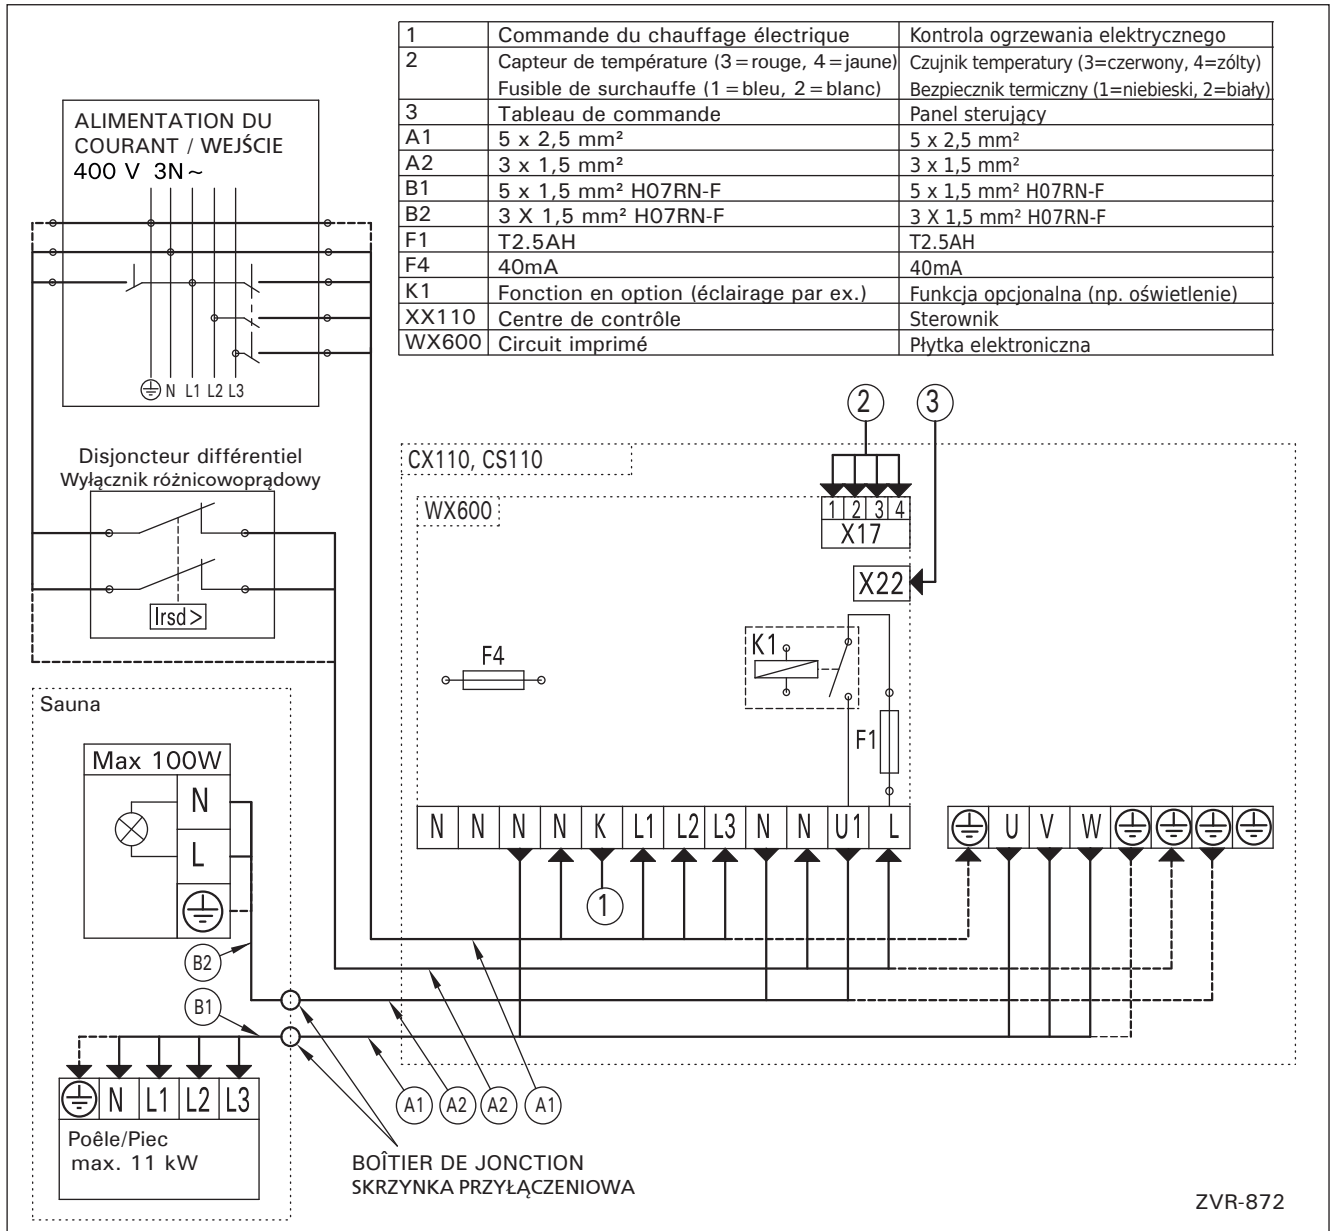 1 Commande du chauffage électrique Kontrola ogrzewania elektrycznego
2 Capteur de température (3=rouge, 4=jaune) Czujnik temperatury (3=czerwony, 4=zólty)
Fusible de surchauffe (1=bleu, 2=blanc) Bezpiecznik termiczny (1=niebieski, 2=biały)
3 Tableau de commande Panel sterujący
A1 5 x 2,5 mm² 5 x 2,5 mm²
A2 3 x 1,5 mm² 3 x 1,5 mm²
B1 5 x 1,5 mm² H07RN-F 5 x 1,5 mm² H07RN-F
B2 3 X 1,5 mm² H07RN-F 3 X 1,5 mm² H07RN-F
F1 T2.5AH T2.5AH
F4 40mA 40mA
K1 Fonction en option (éclairage par ex.) Funkcja opcjonalna (np. oświetlenie)
XX110 Centre de contrôle Sterownik
WX600 Circuit imprimé Płytka elektroniczna
ALIMENTATION DU
COURANT / WEJŚCIE
400 V 3N~
N L1 L2 L3
Disjoncteur différentiel
Wyłącznik różnicowoprądowy
Irsd>
2 3
CX110, CS110
WX600
1 2 3 4
X17
X22
K1
F4
F1
N N N N K L1 L2 L3 N N U1 L
U V W
1
Sauna
Max 100W
N
L
B2
B1
N L1 L2 L3
Poêle/Piec
max. 11 kW
A1 A2 A2 A1
BOÎTIER DE JONCTION
SKRZYNKA PRZYŁĄCZENIOWA
ZVR-872